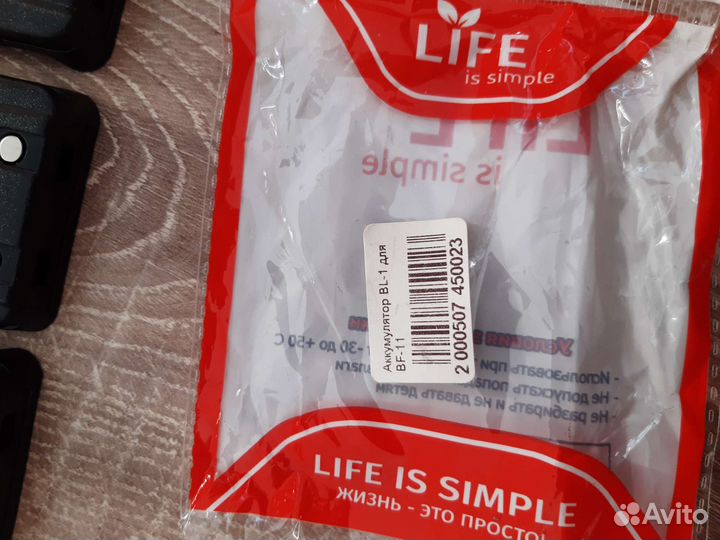 LIFE
is simple
LIFE
is simple
Аккумулятор BL-1 для
BF-11
2 000507 450023
Условия
-30 до +50 С
- Использовать при
- Не допускать
- Не разбирать и не давать детям
LIFE IS SIMPLE
ЖИЗНЬ - ЭТО ПРОСТО!
Avito